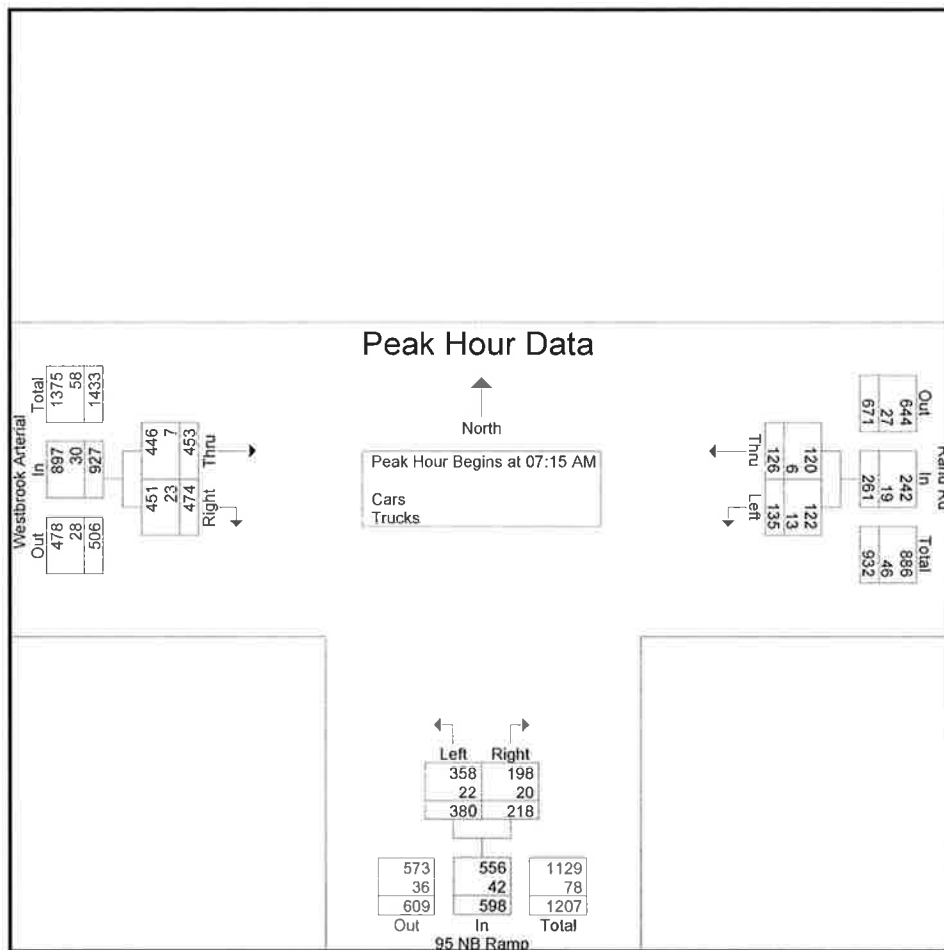 Peak Hour Data
North
Peak Hour Begins at 07:15 AM
Cars
Trucks
Westbrook Arterial
Out In Total
478 897 1375
28 30 58
506 927 1433
Right Thru
451 446
23 7
474 453
Rand Rd
Out In Total
644 242 886
27 19 46
671 261 932
Thru Left
120 122
6 13
126 135
Left Right
358 198
22 20
380 218
573 556 1129
36 42 78
609 598 1207
Out In Total
95 NB Ramp